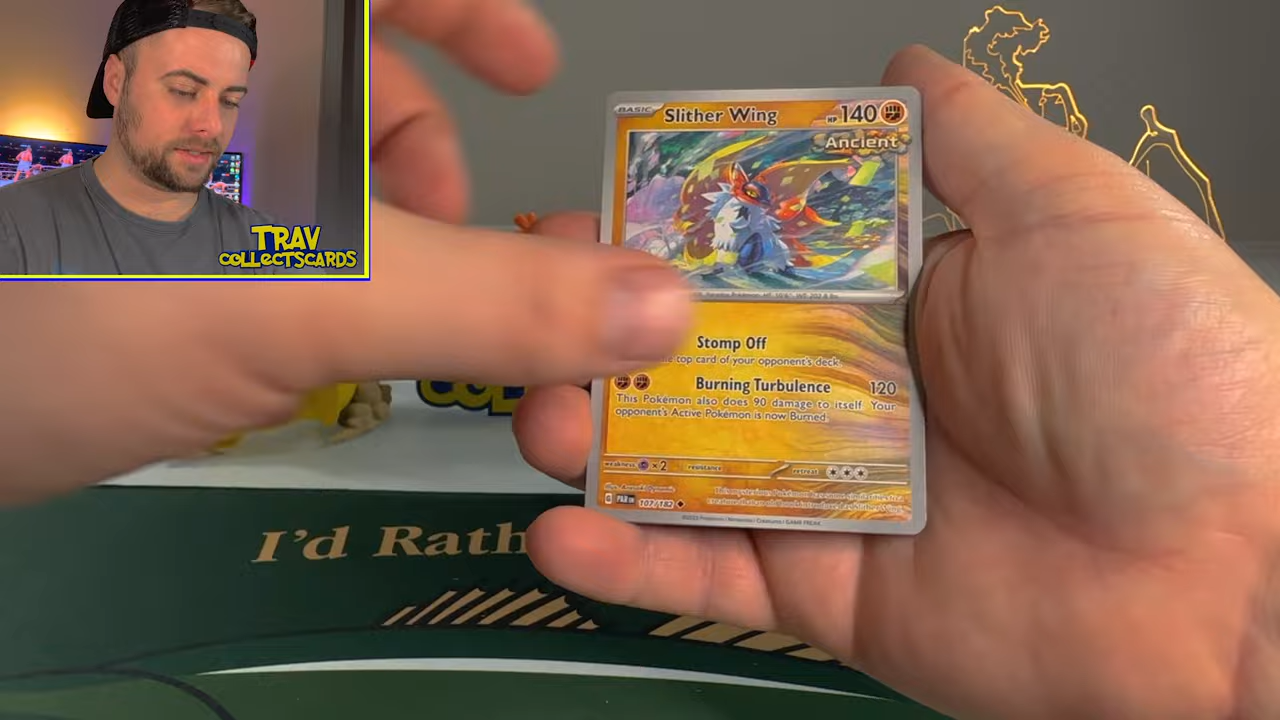 TRAV
COLLECTSCARDS
BASIC
Slither Wing
HP 140
Ancient
Stomp Off
top card of your opponent's deck.
Burning Turbulence 120
This Pokémon also does 90 damage to itself. Your
opponent's Active Pokémon is now Burned.
weakness ×2 resistance retreat
G PAR EN 107/182
I'd Rath